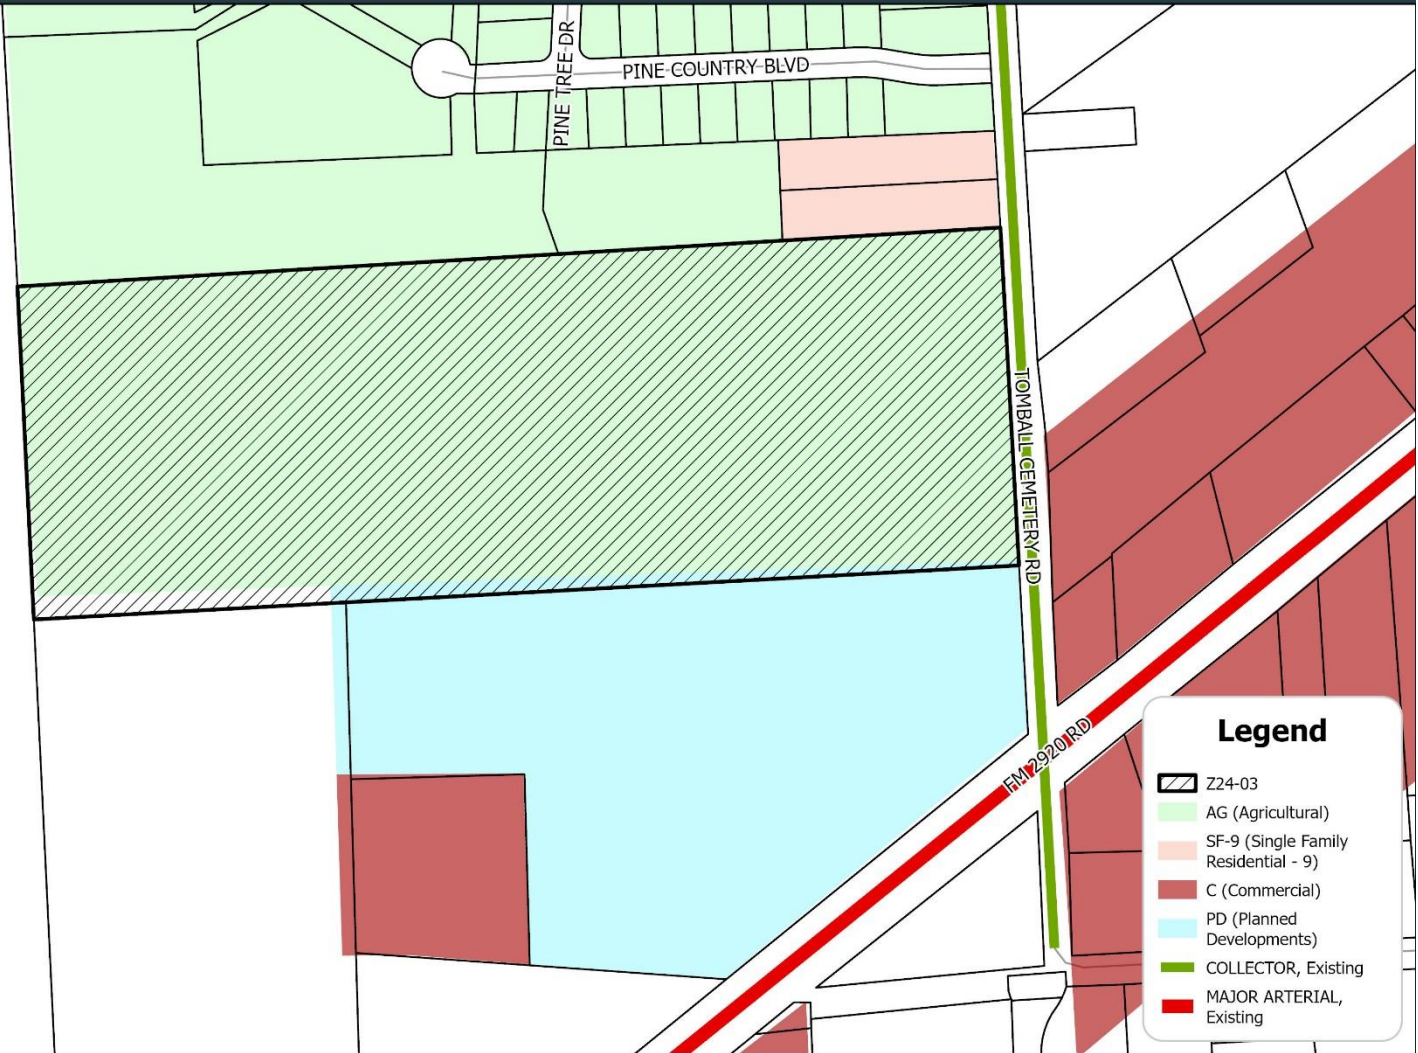 PINE TREE DR
PINE COUNTRY BLVD
TOMBALL CEMETERY RD
FM 2920 RD
Legend
Z24-03
AG (Agricultural)
SF-9 (Single Family
Residential - 9)
C (Commercial)
PD (Planned
Developments)
COLLECTOR, Existing
MAJOR ARTERIAL,
Existing